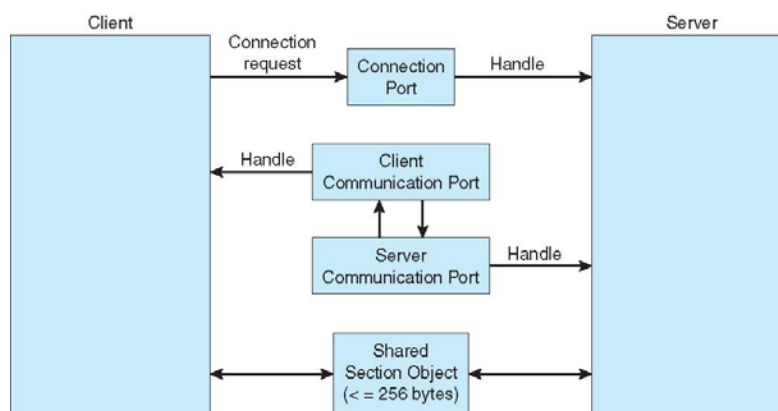 Client
Server
Connection
request
Connection
Port
Handle
Handle
Client
Communication Port
Server
Communication Port
Handle
Shared
Section Object
(< = 256 bytes)